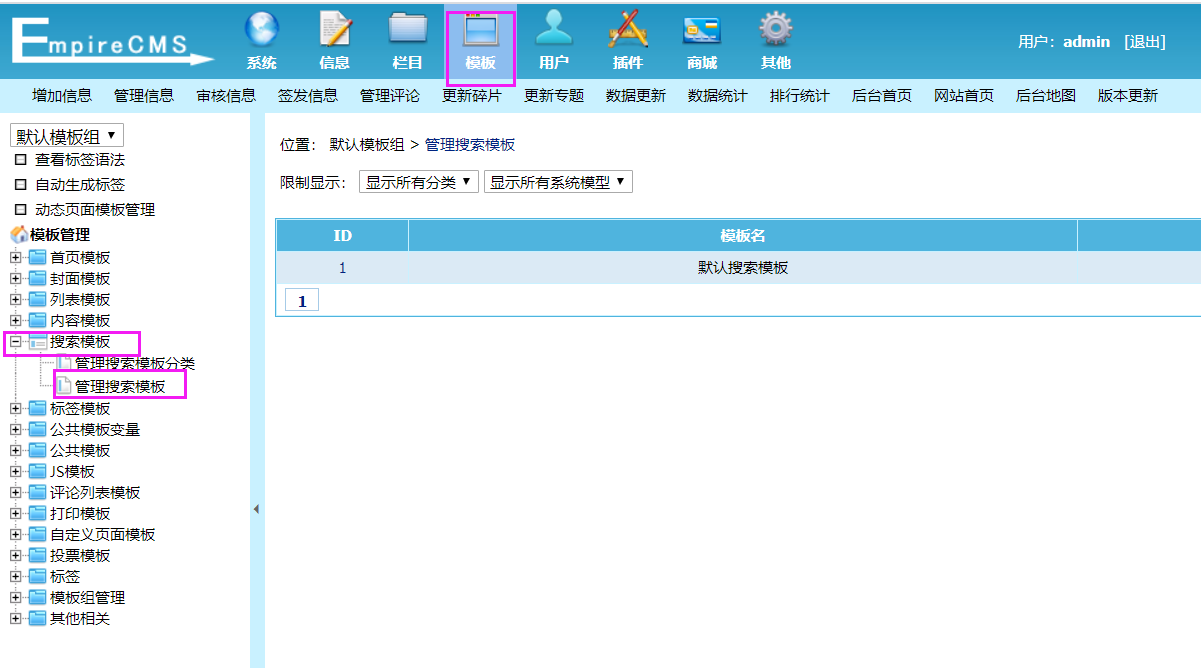 EmpireCMS
系统 信息 栏目 模板 用户 插件 商城 其他
用户: admin [退出]
增加信息 管理信息 审核信息 签发信息 管理评论 更新碎片 更新专题 数据更新 数据统计 排行统计 后台首页 网站首页 后台地图 版本更新
默认模板组 ▼
查看标签语法
自动生成标签
动态页面模板管理
模板管理
首页模板
封面模板
列表模板
内容模板
搜索模板
管理搜索模板分类
管理搜索模板
标签模板
公共模板变量
公共模板
JS模板
评论列表模板
打印模板
自定义页面模板
投票模板
标签
模板组管理
其他相关
位置: 默认模板组 > 管理搜索模板
限制显示: 显示所有分类 ▼ 显示所有系统模型 ▼
ID 模板名
1 默认搜索模板
1